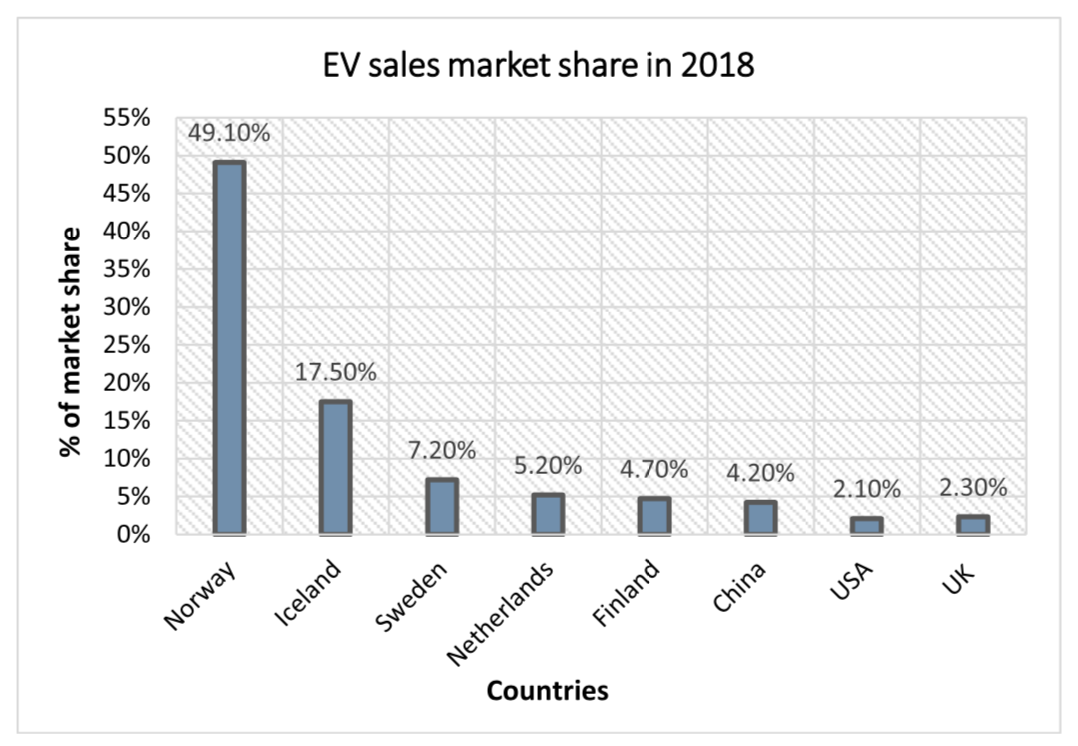 EV sales market share in 2018
% of market share
55%
50%
45%
40%
35%
30%
25%
20%
15%
10%
5%
0%
49.10%
17.50%
7.20%
5.20%
4.70%
4.20%
2.10%
2.30%
Norway
Iceland
Sweden
Netherlands
Finland
China
USA
UK
Countries